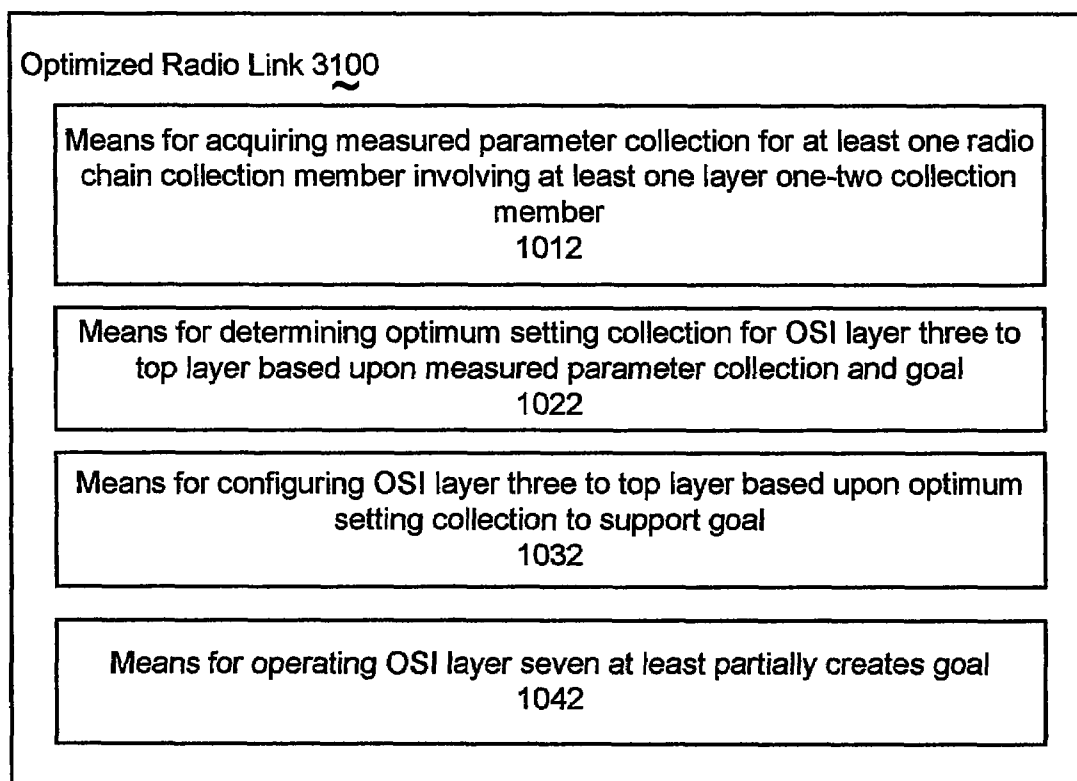 Optimized Radio Link 3100
Means for acquiring measured parameter collection for at least one radio
chain collection member involving at least one layer one-two collection
member
1012
Means for determining optimum setting collection for OSI layer three to
top layer based upon measured parameter collection and goal
1022
Means for configuring OSI layer three to top layer based upon optimum
setting collection to support goal
1032
Means for operating OSI layer seven at least partially creates goal
1042